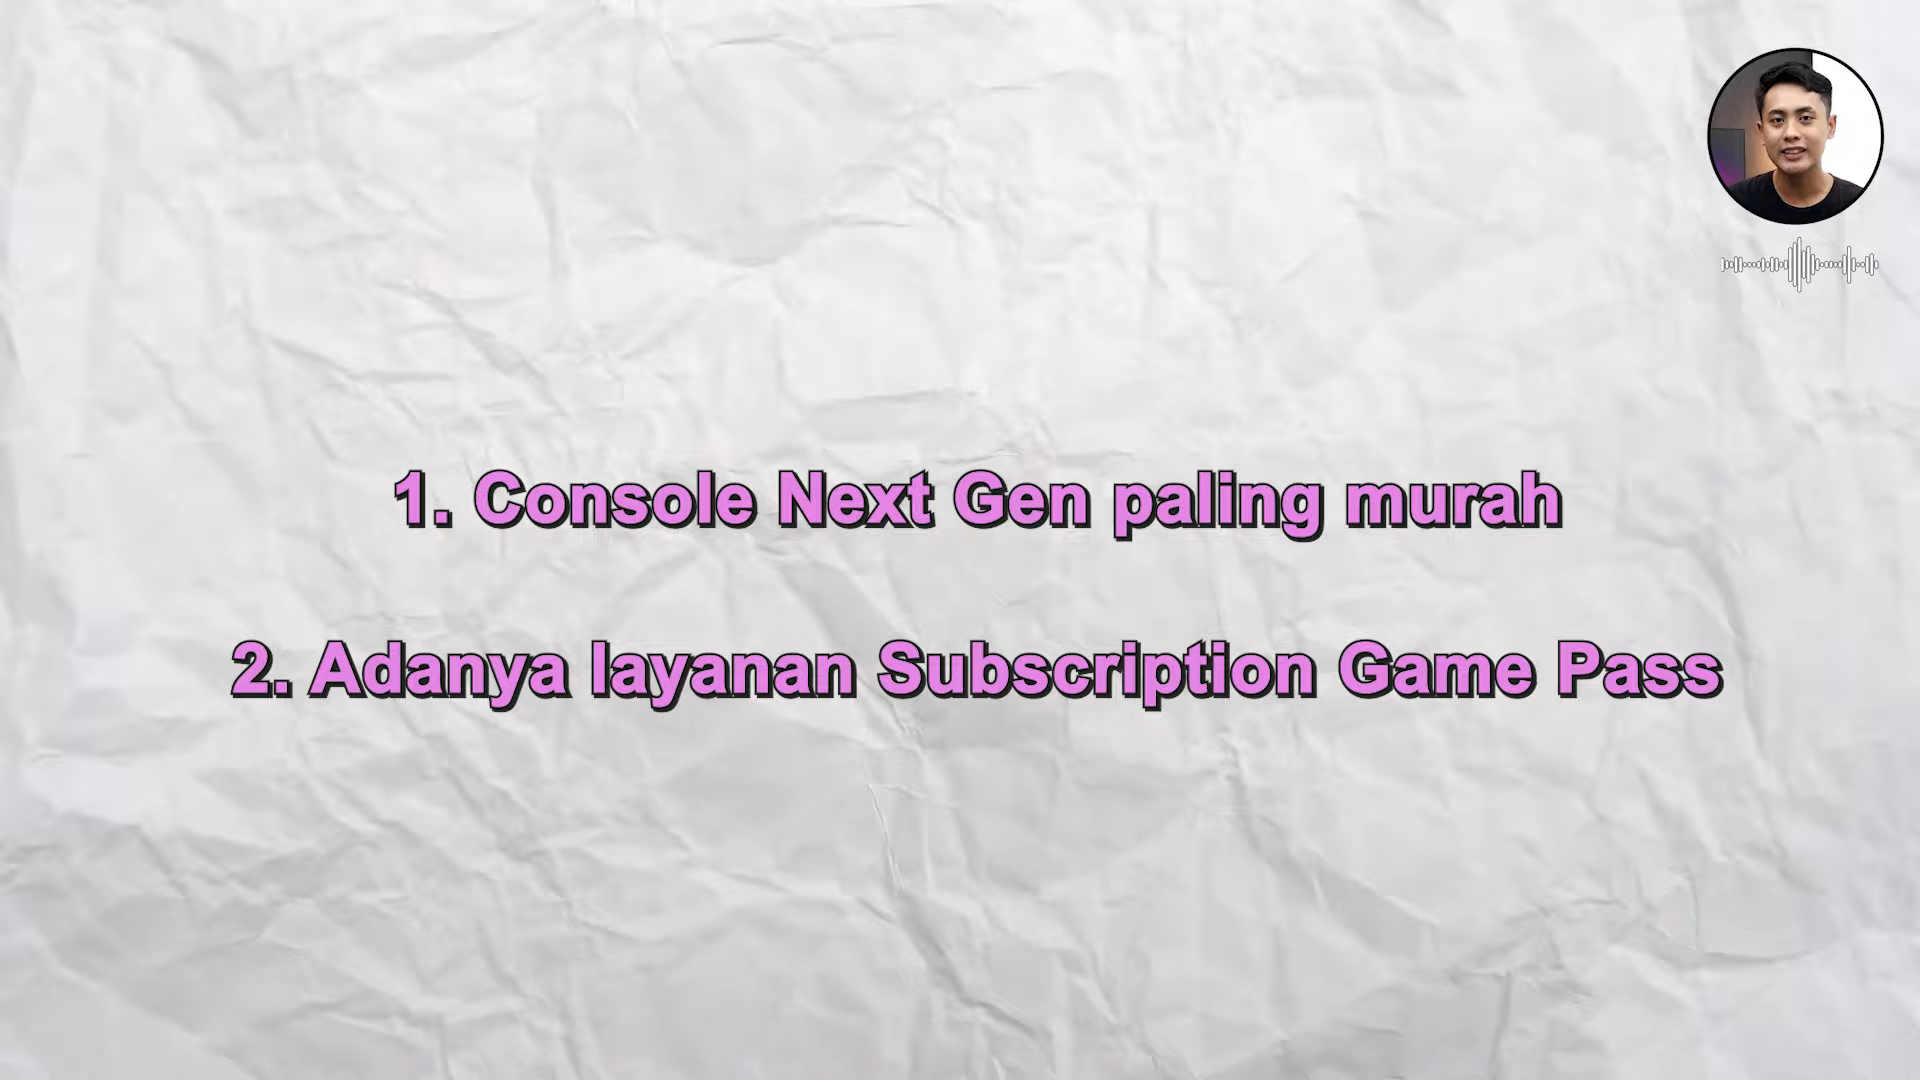 1. Console Next Gen paling murah
2. Adanya layanan Subscription Game Pass